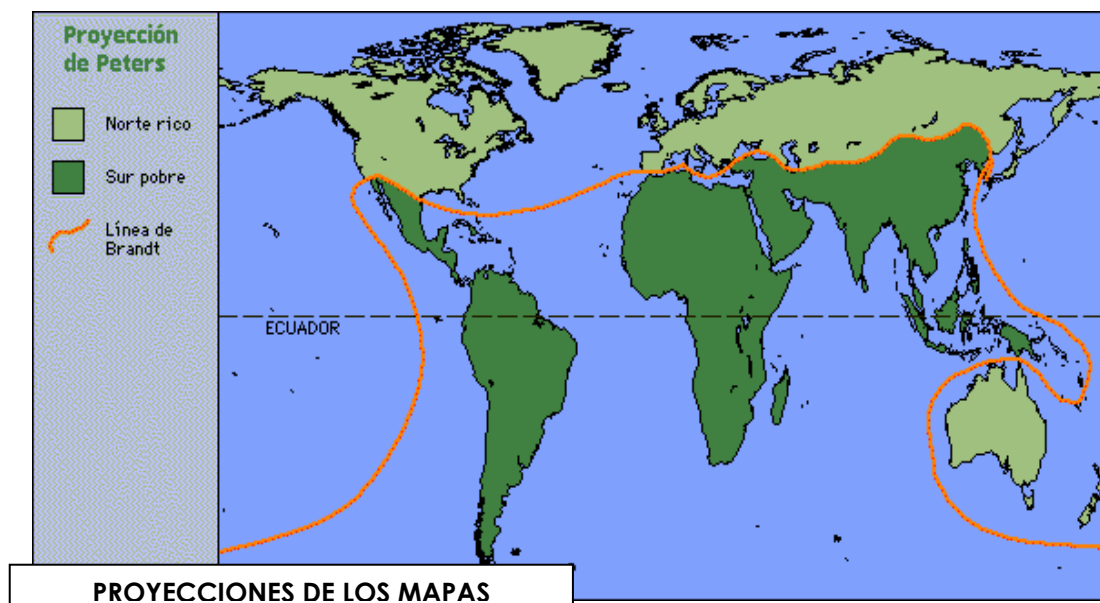 Proyección
de Peters
Norte rico
Sur pobre
Línea de
Brandt
ECUADOR
PROYECCIONES DE LOS MAPAS